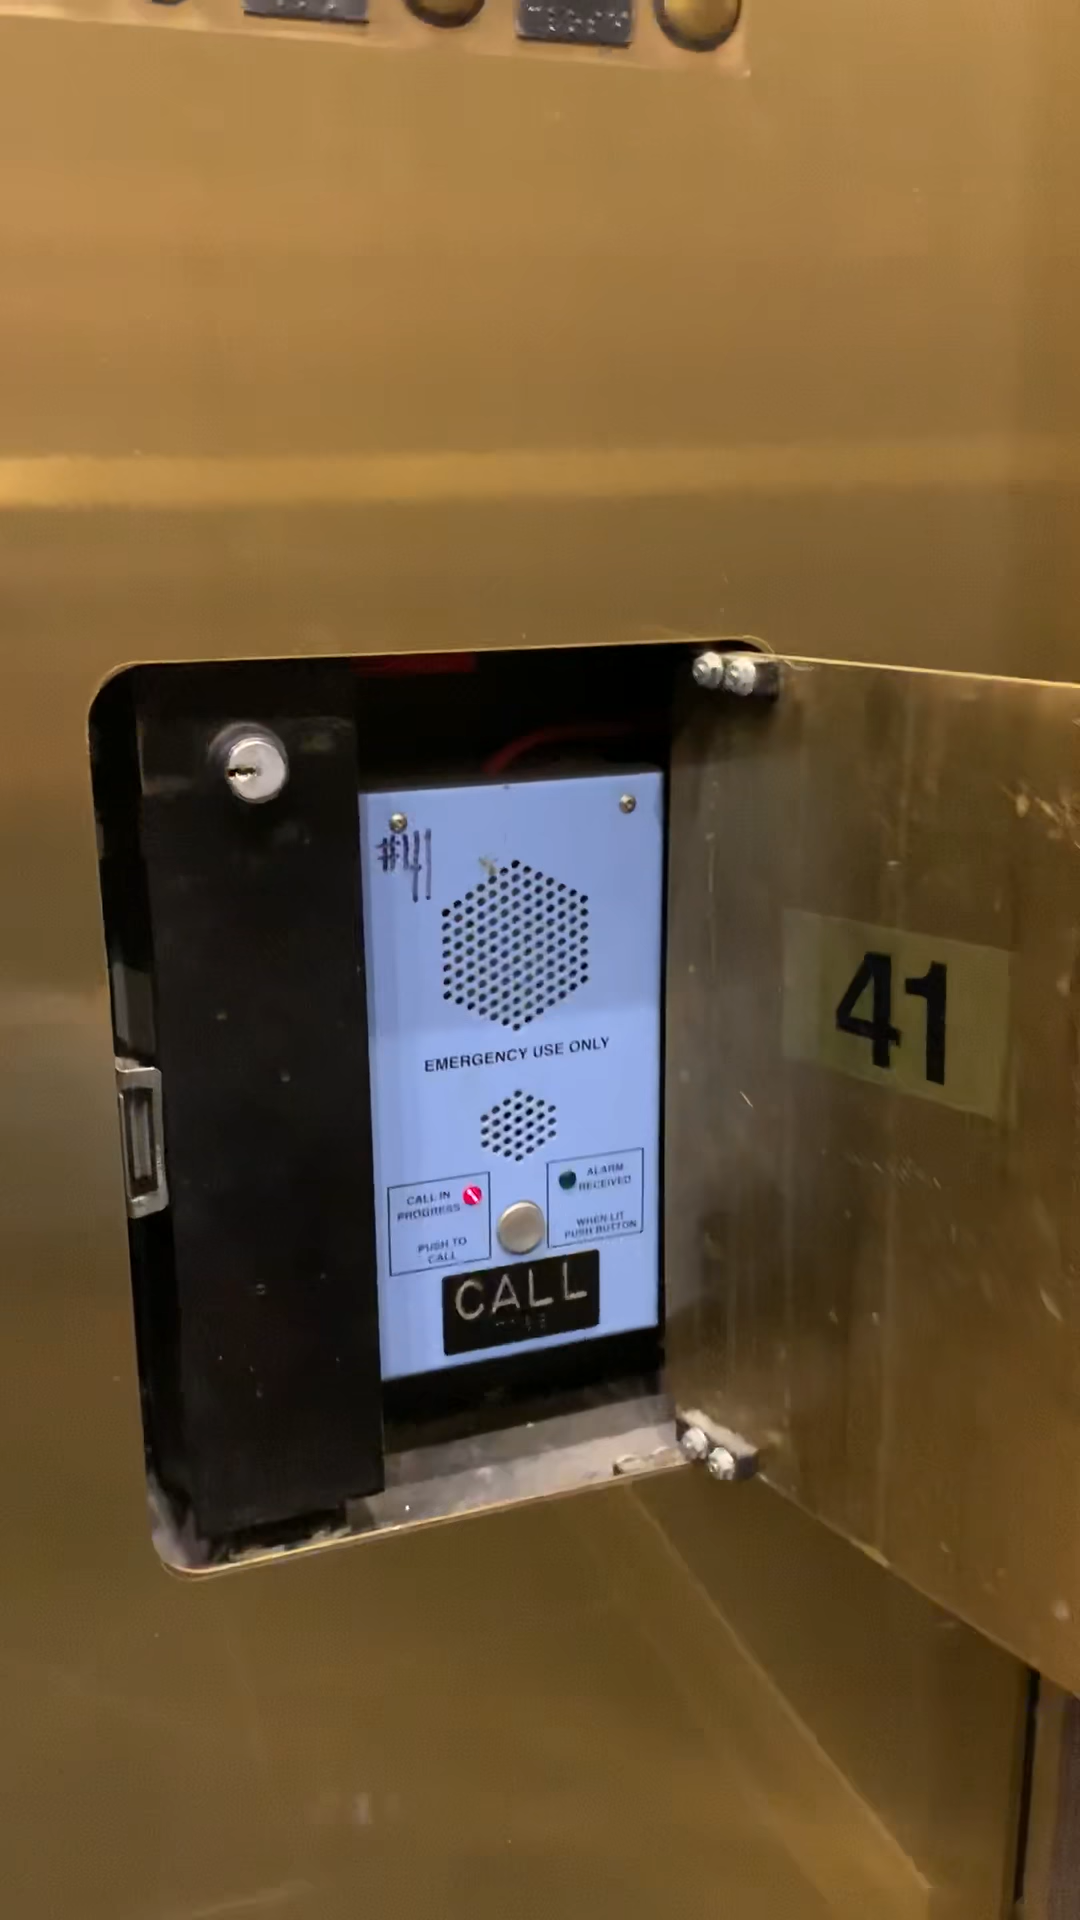 #41
EMERGENCY USE ONLY
CALL IN
PROGRESS
PUSH TO
CALL
ALARM
RECEIVED
WHEN LIT
PUSH BUTTON
CALL
41